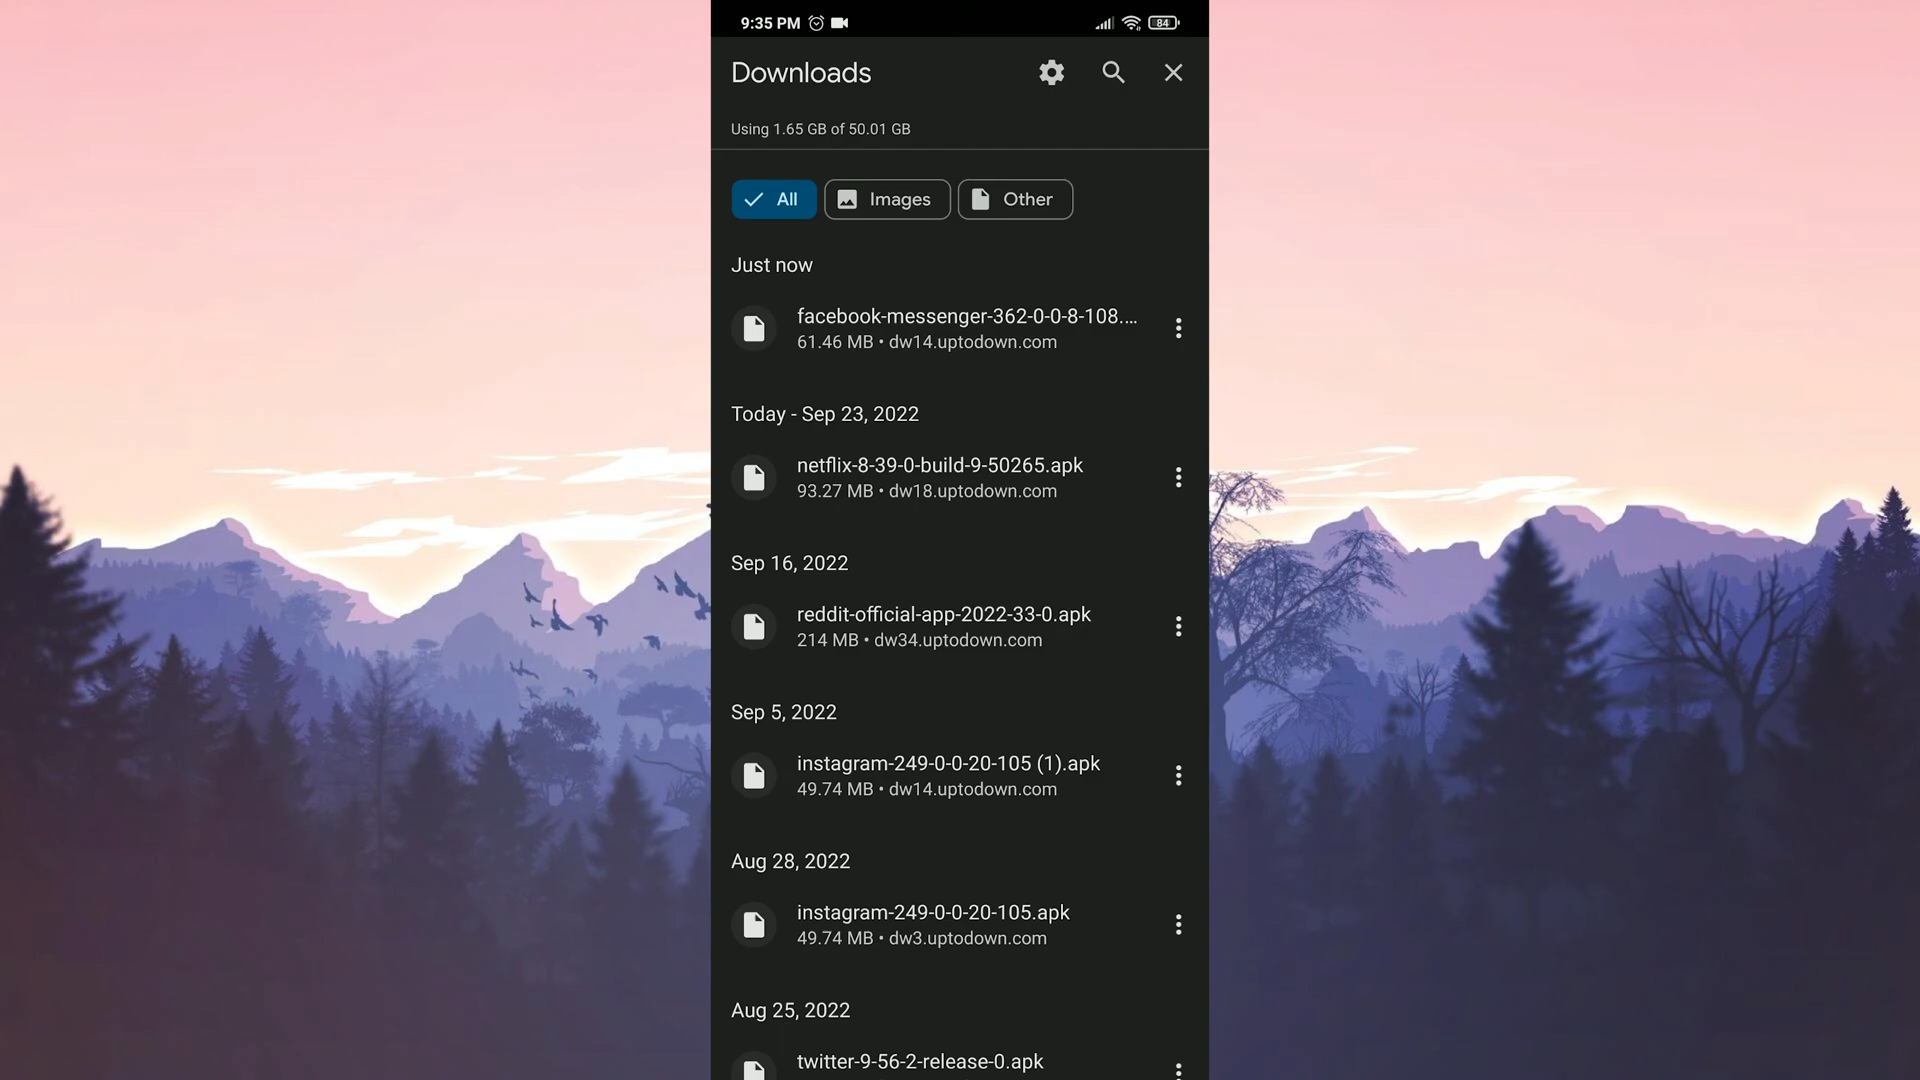 9:35 PM 84
Downloads
Using 1.65 GB of 50.01 GB
All Images Other
Just now
facebook-messenger-362-0-0-8-108....
61.46 MB • dw14.uptodown.com
Today - Sep 23, 2022
netflix-8-39-0-build-9-50265.apk
93.27 MB • dw18.uptodown.com
Sep 16, 2022
reddit-official-app-2022-33-0.apk
214 MB • dw34.uptodown.com
Sep 5, 2022
instagram-249-0-0-20-105 (1).apk
49.74 MB • dw14.uptodown.com
Aug 28, 2022
instagram-249-0-0-20-105.apk
49.74 MB • dw3.uptodown.com
Aug 25, 2022
twitter-9-56-2-release-0.apk